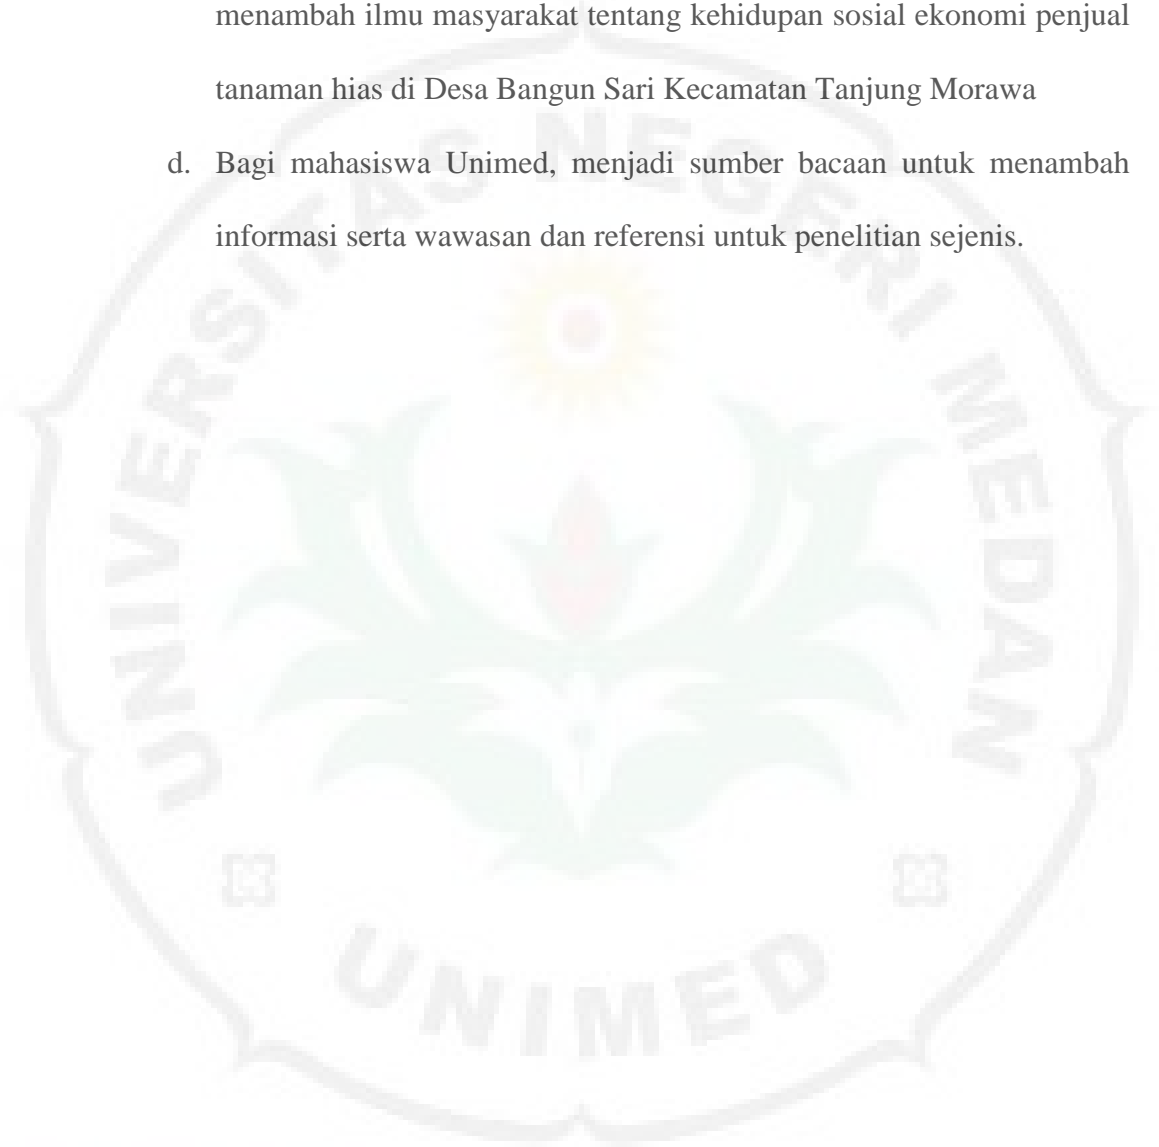 menambah ilmu masyarakat tentang kehidupan sosial ekonomi penjual
tanaman hias di Desa Bangun Sari Kecamatan Tanjung Morawa
d. Bagi mahasiswa Unimed, menjadi sumber bacaan untuk menambah
informasi serta wawasan dan referensi untuk penelitian sejenis.
UNIVERSITAS NEGERI MEDAN
UNIMED